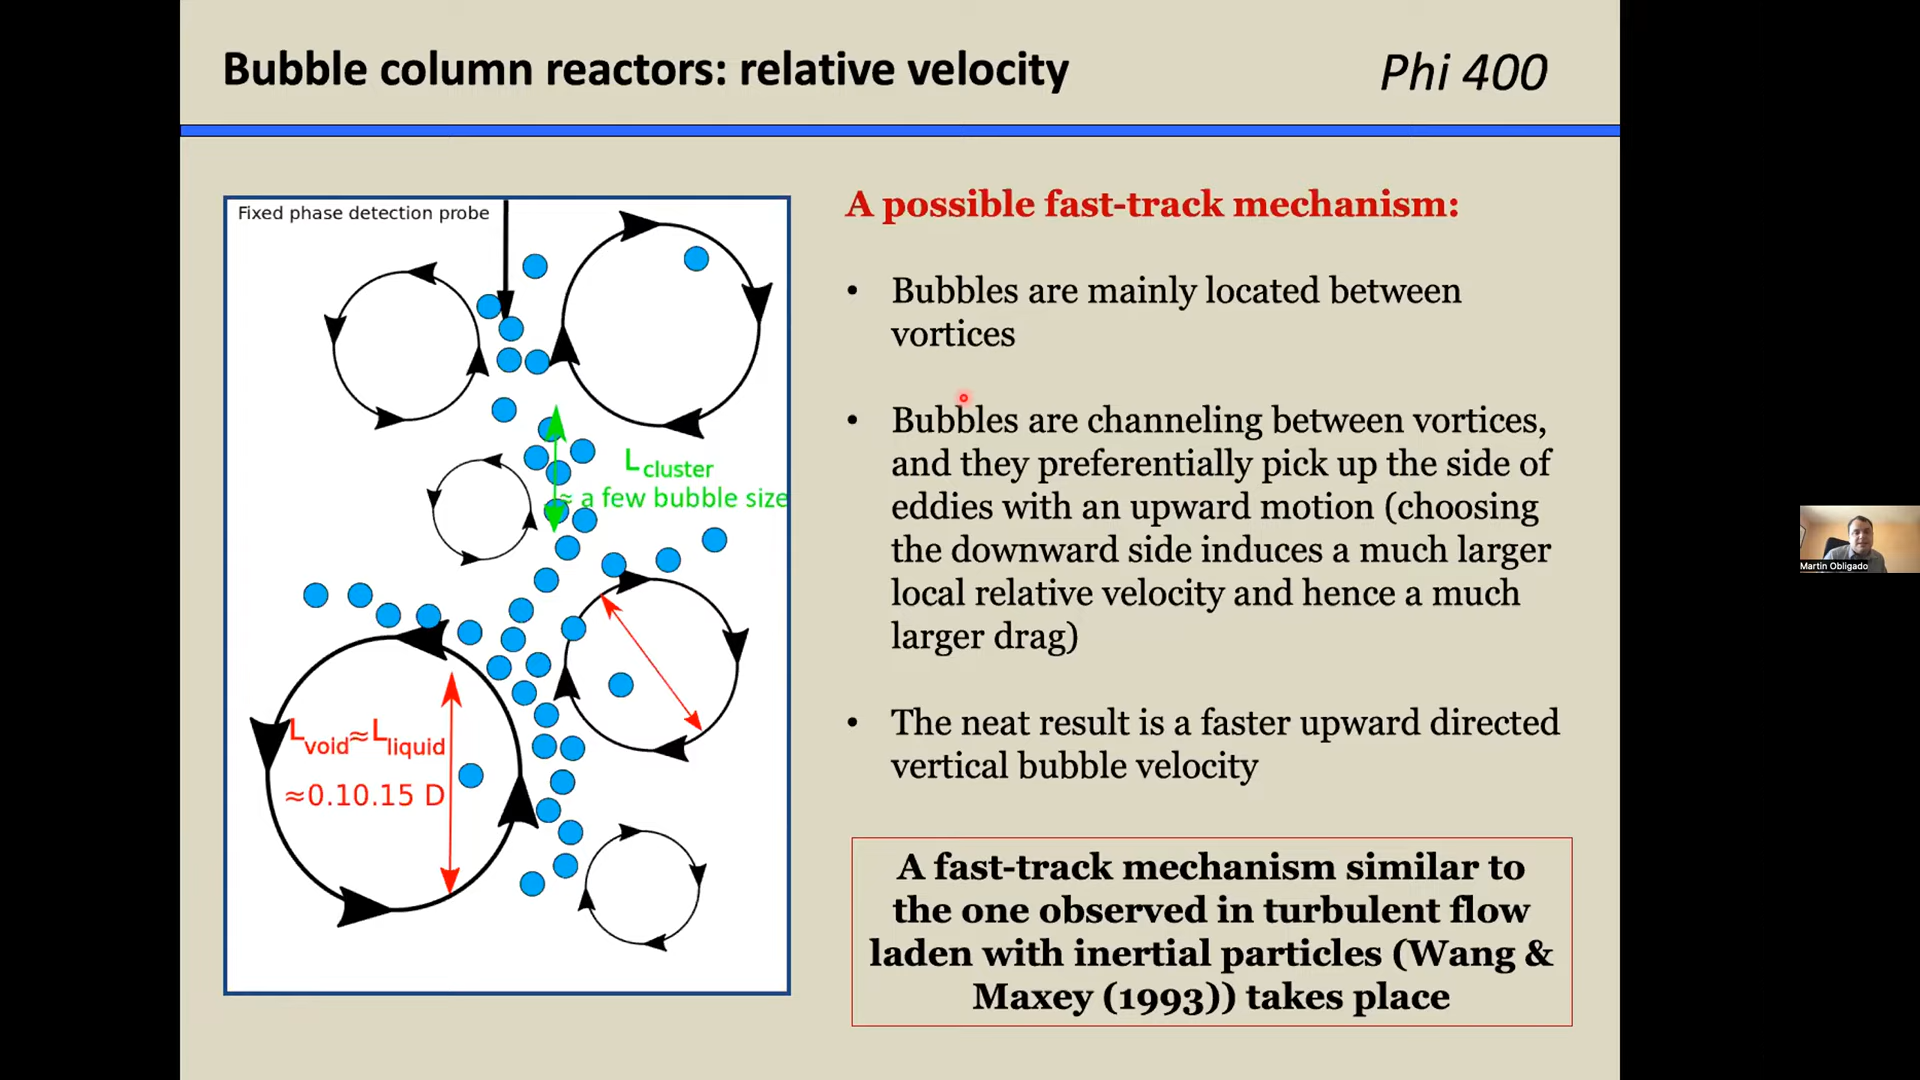 Bubble column reactors: relative velocity
Phi 400
Fixed phase detection probe
L cluster
≈ a few bubble size
Lvoid≈Lliquid
≈0.10.15 D
A possible fast-track mechanism:
• Bubbles are mainly located between
vortices
• Bubbles are channeling between vortices,
and they preferentially pick up the side of
eddies with an upward motion (choosing
the downward side induces a much larger
local relative velocity and hence a much
larger drag)
• The neat result is a faster upward directed
vertical bubble velocity
A fast-track mechanism similar to
the one observed in turbulent flow
laden with inertial particles (Wang &
Maxey (1993)) takes place
Martin Obligado